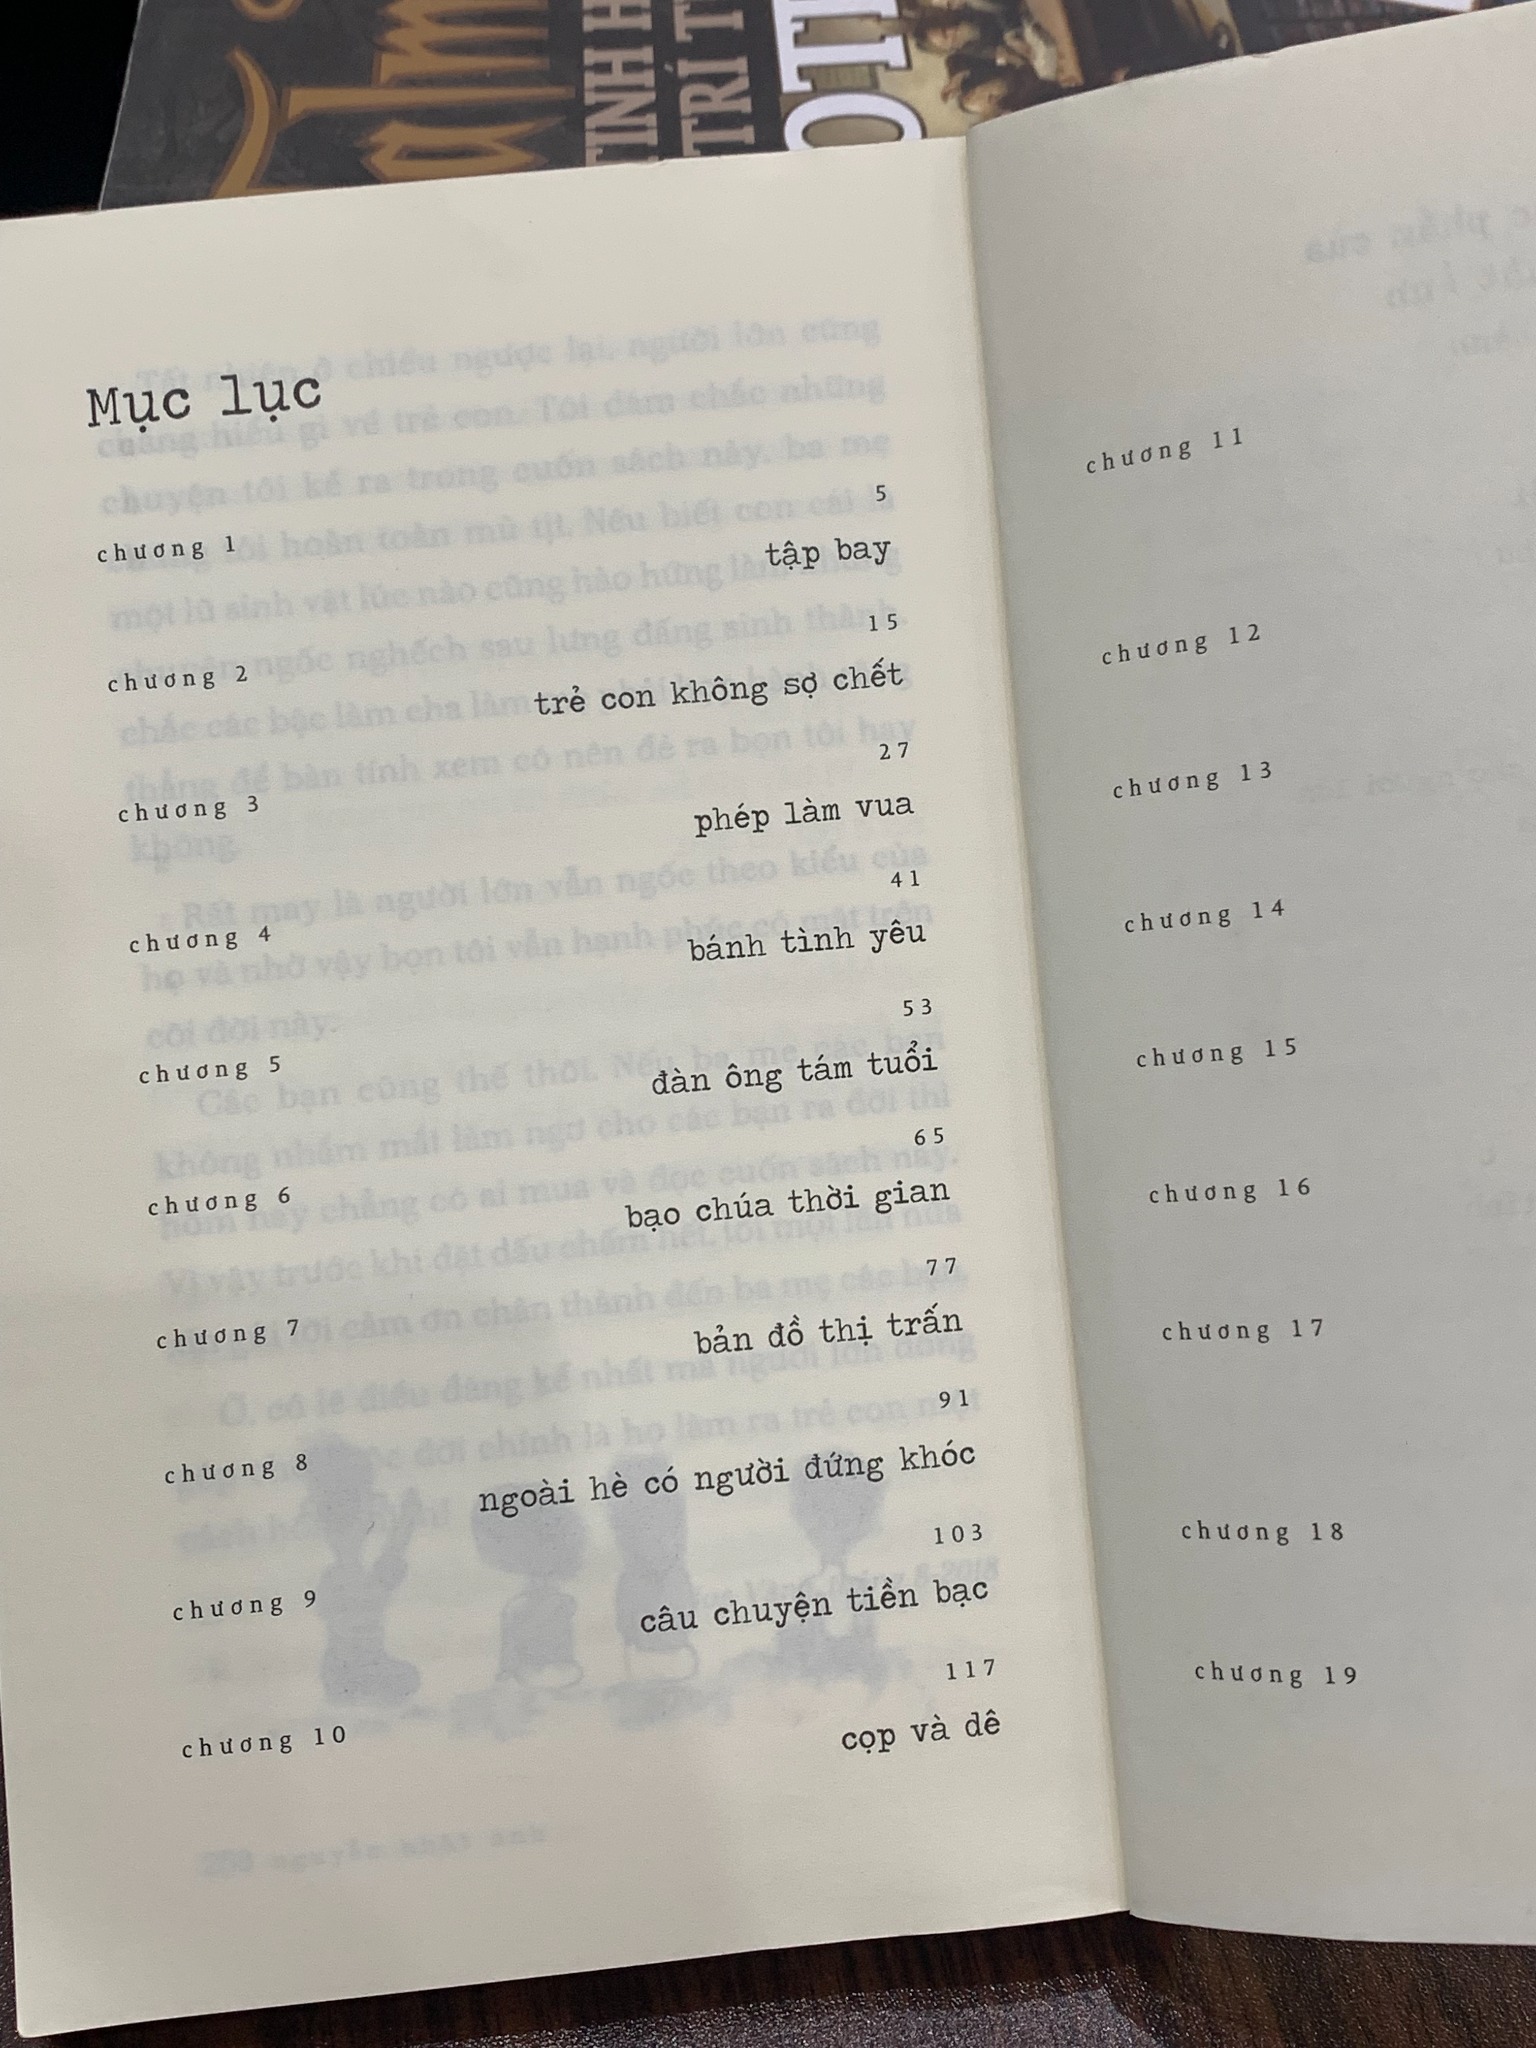 Mục lục
5
chương 1 tập bay
15
chương 2 trẻ con không sợ chết
27
chương 3 phép làm vua
41
chương 4 bánh tình yêu
53
chương 5 đàn ông tám tuổi
65
chương 6 bạo chúa thời gian
77
chương 7 bản đồ thị trấn
91
chương 8 ngoài hè có người đứng khóc
103
chương 9 câu chuyện tiền bạc
117
chương 10 cọp và dê
chương 11
chương 12
chương 13
chương 14
chương 15
chương 16
chương 17
chương 18
chương 19